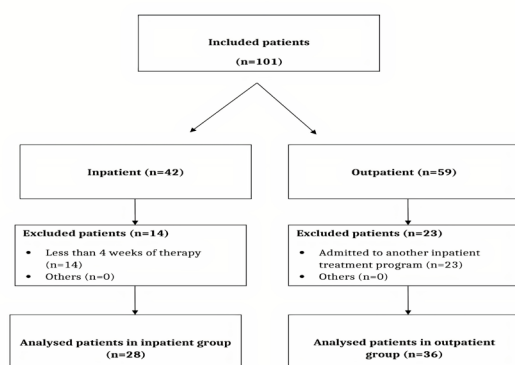 Included patients
(n=101)
Inpatient (n=42)
Outpatient (n=59)
Excluded patients (n=14)
• Less than 4 weeks of therapy
(n=14)
• Others (n=0)
Excluded patients (n=23)
• Admitted to another inpatient
treatment program (n=23)
• Others (n=0)
Analysed patients in inpatient group
(n=28)
Analysed patients in outpatient
group (n=36)